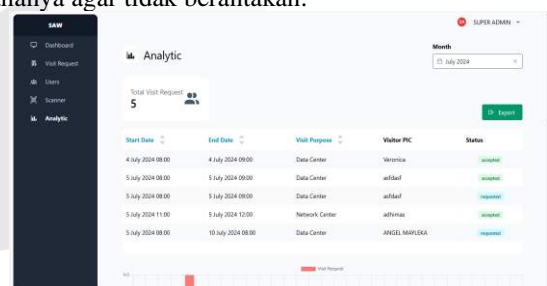 agar tidak berantakan.
SAW
SUPER ADMIN
Dashboard
Visit Request
Users
Scanner
Analytic
Analytic
Month
July 2024
Total Visit Request
5
Export
Start Date End Date Visit Purpose Visitor PIC Status
4 July 2024 08:00 4 July 2024 09:00 Data Center Veronica accepted
5 July 2024 08:00 5 July 2024 09:00 Data Center asfdasf accepted
5 July 2024 08:00 5 July 2024 09:00 Data Center asfdasf requested
5 July 2024 11:00 5 July 2024 12:00 Network Center adhimas accepted
5 July 2024 08:00 10 July 2024 08:00 Data Center ANGEL MAYLEKA requested
Visit Request